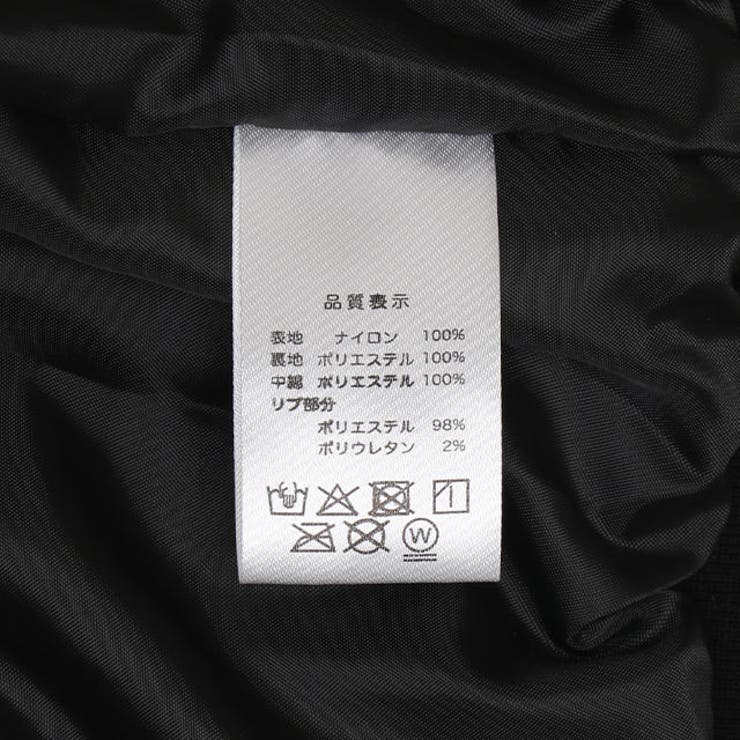 品質表示
表地 ナイロン 100%
裏地 ポリエステル 100%
中綿 ポリエステル 100%
リブ部分
ポリエステル 98%
ポリウレタン 2%
W